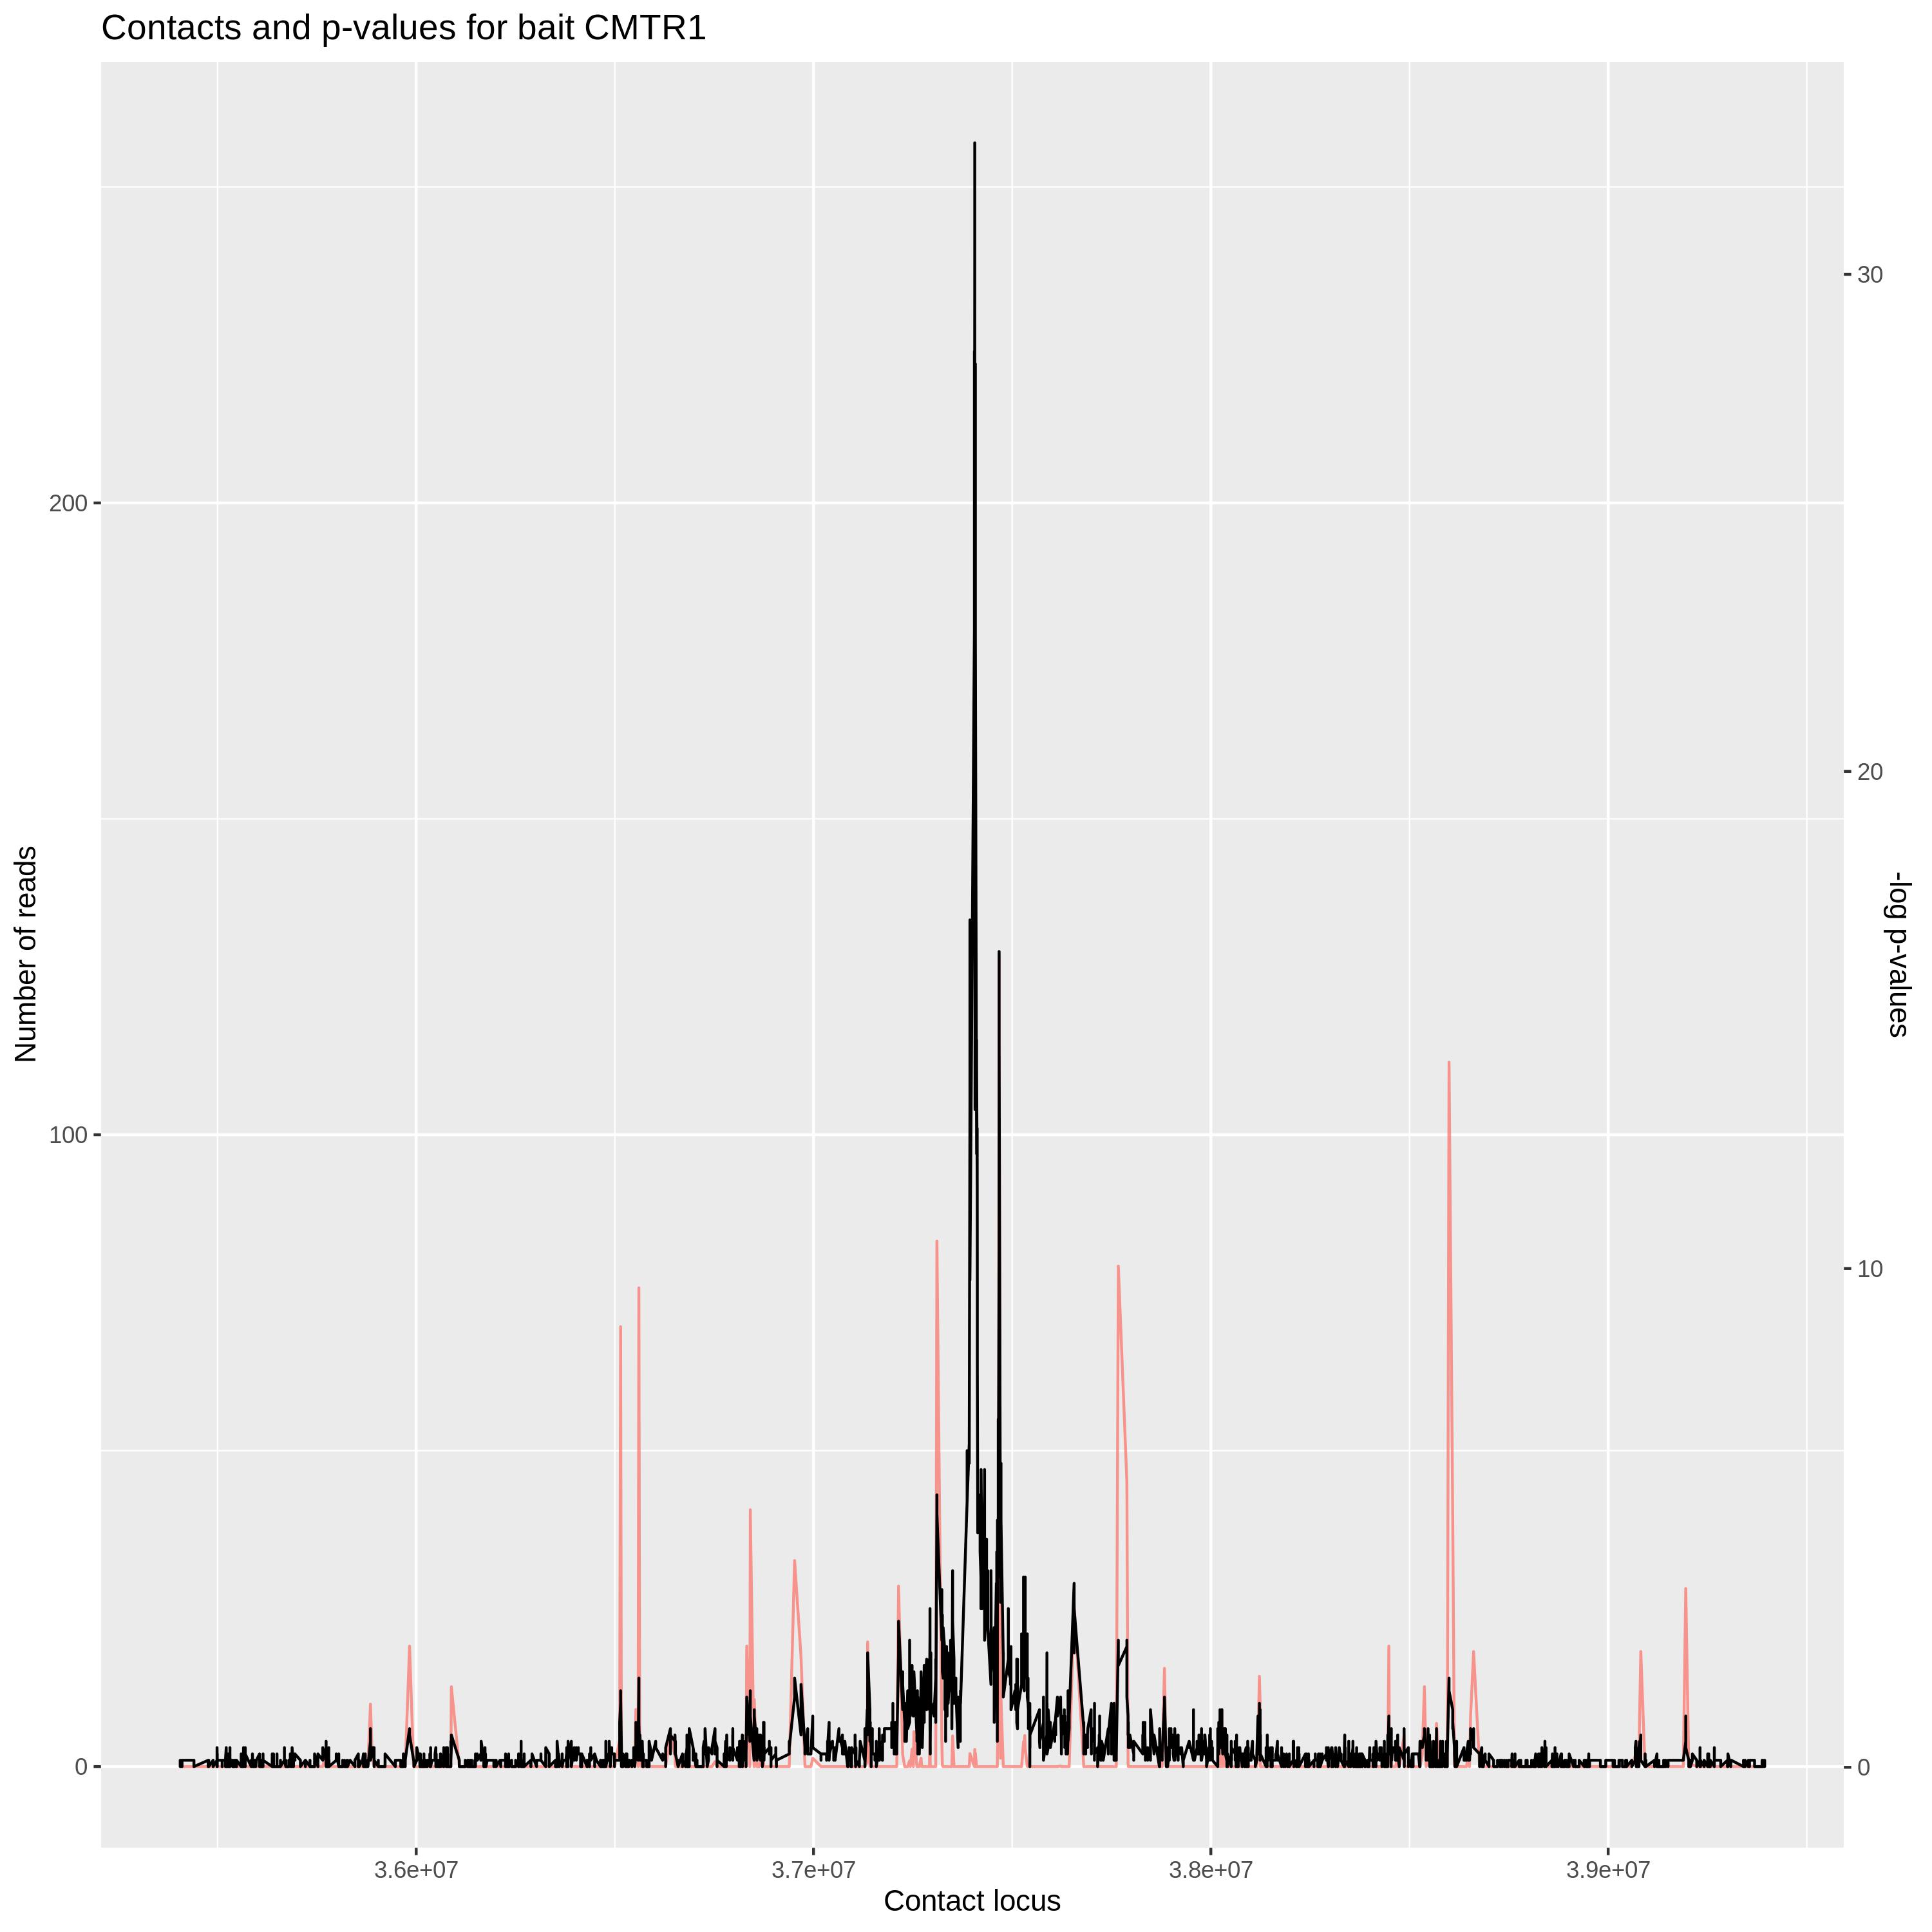 Contacts and p-values for bait CMTR1
Number of reads
200
100
0
30
20
10
0
-log p-values
3.6e+07
3.7e+07
3.8e+07
3.9e+07
Contact locus